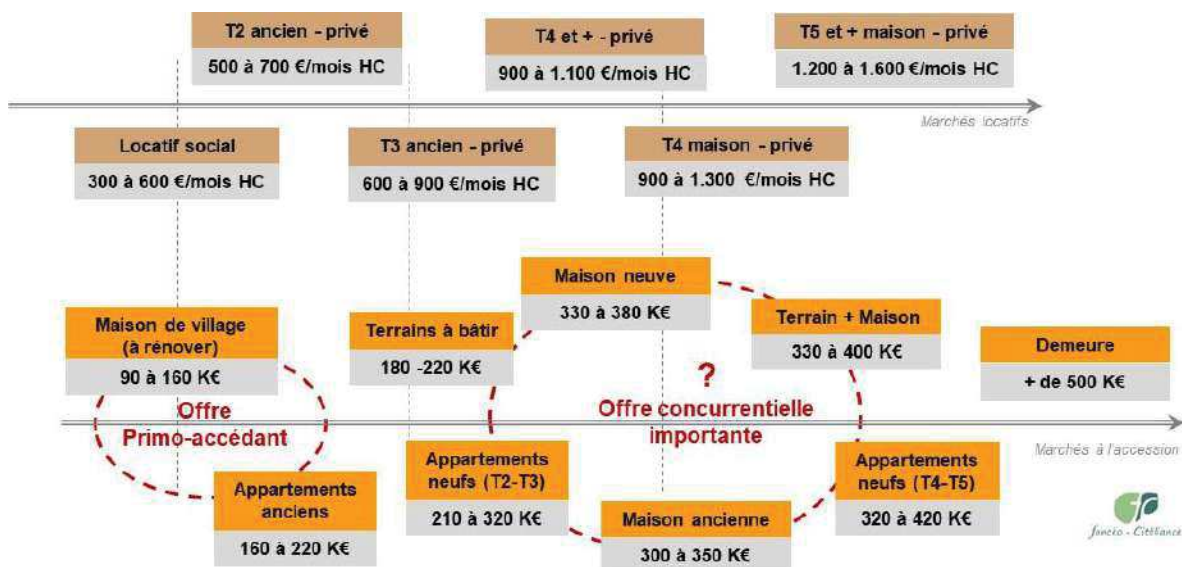 T2 ancien - privé
500 à 700 €/mois HC
T4 et + - privé
900 à 1.100 €/mois HC
T5 et + maison - privé
1.200 à 1.600 €/mois HC
Marchés locatifs
Locatif social
300 à 600 €/mois HC
T3 ancien - privé
600 à 900 €/mois HC
T4 maison - privé
900 à 1.300 €/mois HC
Maison neuve
330 à 380 K€
Maison de village
(à rénover)
90 à 160 K€
Terrains à bâtir
180 -220 K€
Terrain + Maison
330 à 400 K€
Demeure
+ de 500 K€
?
Offre
Primo-accédant
Offre concurrentielle
importante
Marchés à l'accession
Appartements
anciens
160 à 220 K€
Appartements
neufs (T2-T3)
210 à 320 K€
Maison ancienne
300 à 350 K€
Appartements
neufs (T4-T5)
320 à 420 K€
foncéo - Citéliance